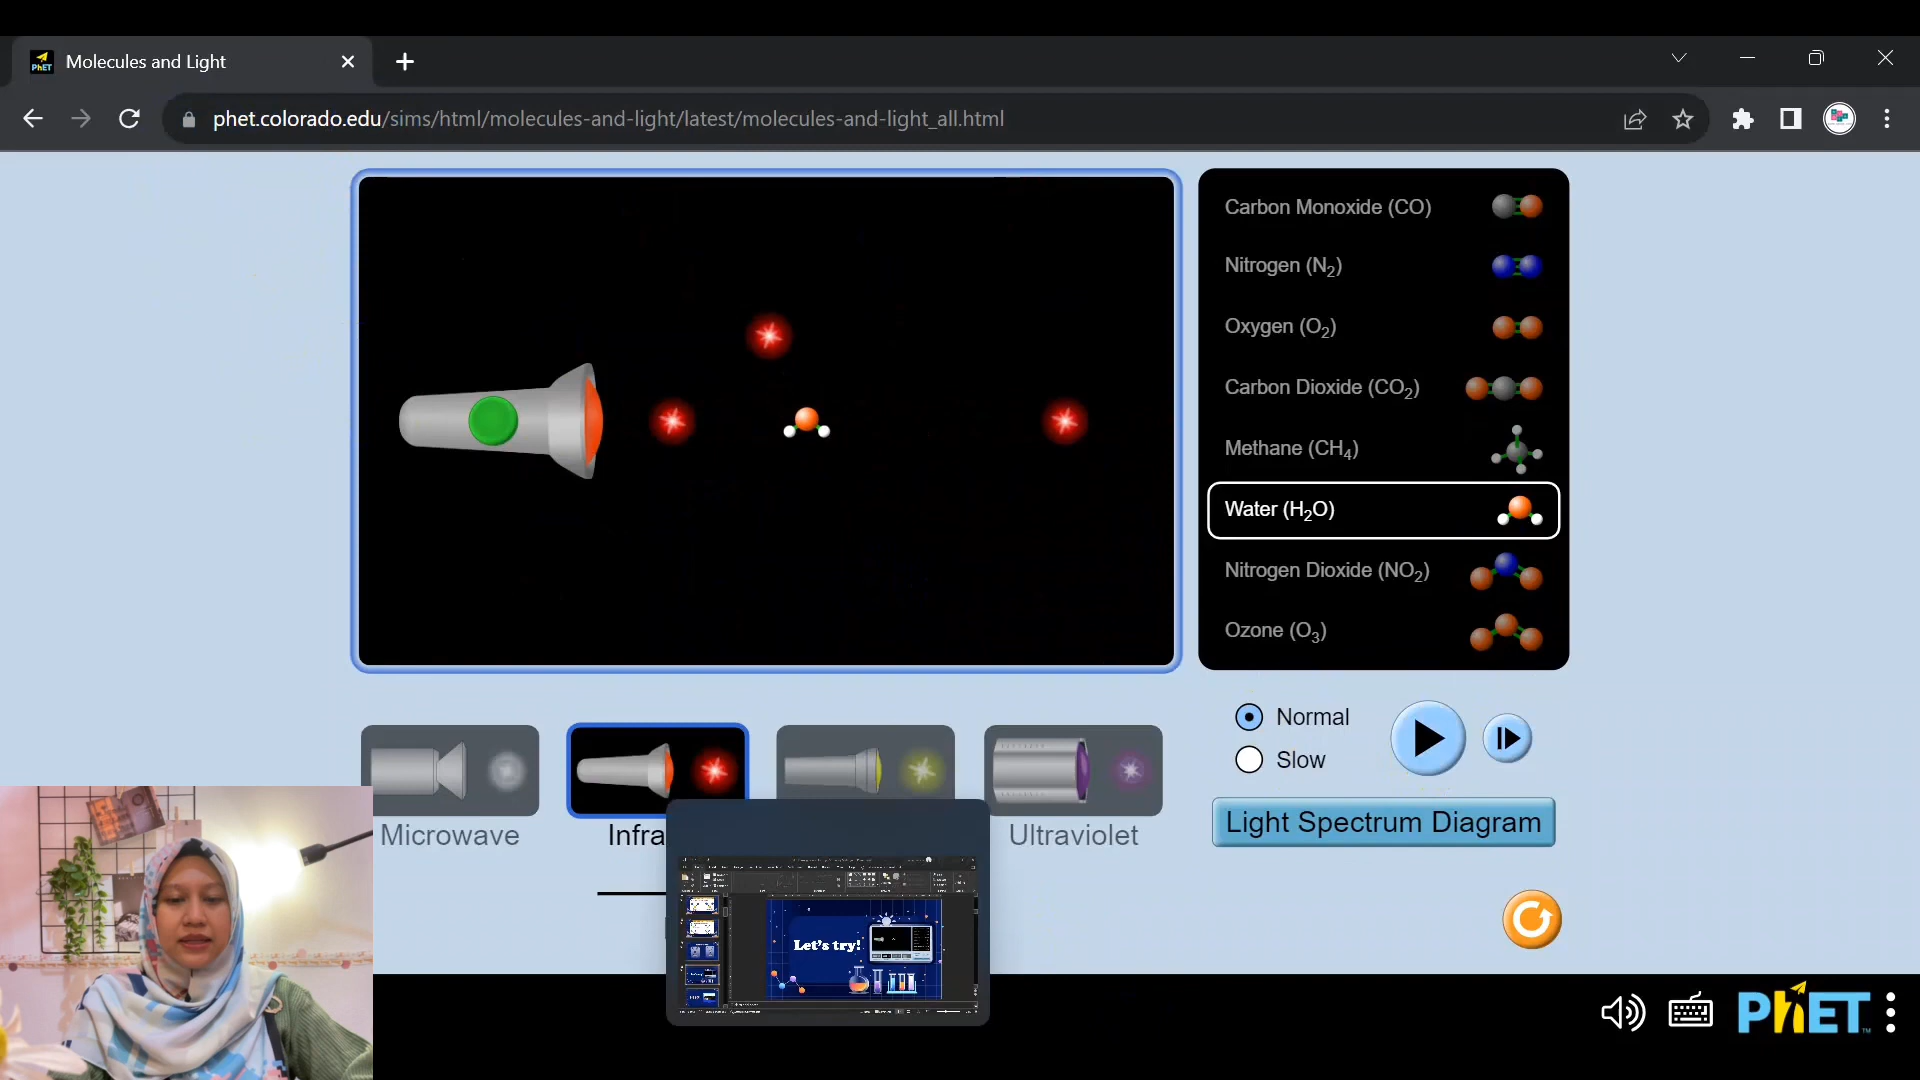 Molecules and Light
phet.colorado.edu/sims/html/molecules-and-light/latest/molecules-and-light_all.html
Carbon Monoxide (CO)
Nitrogen (N₂)
Oxygen (O₂)
Carbon Dioxide (CO₂)
Methane (CH₄)
Water (H₂O)
Nitrogen Dioxide (NO₂)
Ozone (O₃)
Normal
Slow
Microwave
Infra
Ultraviolet
Light Spectrum Diagram
Let's try!
PhET